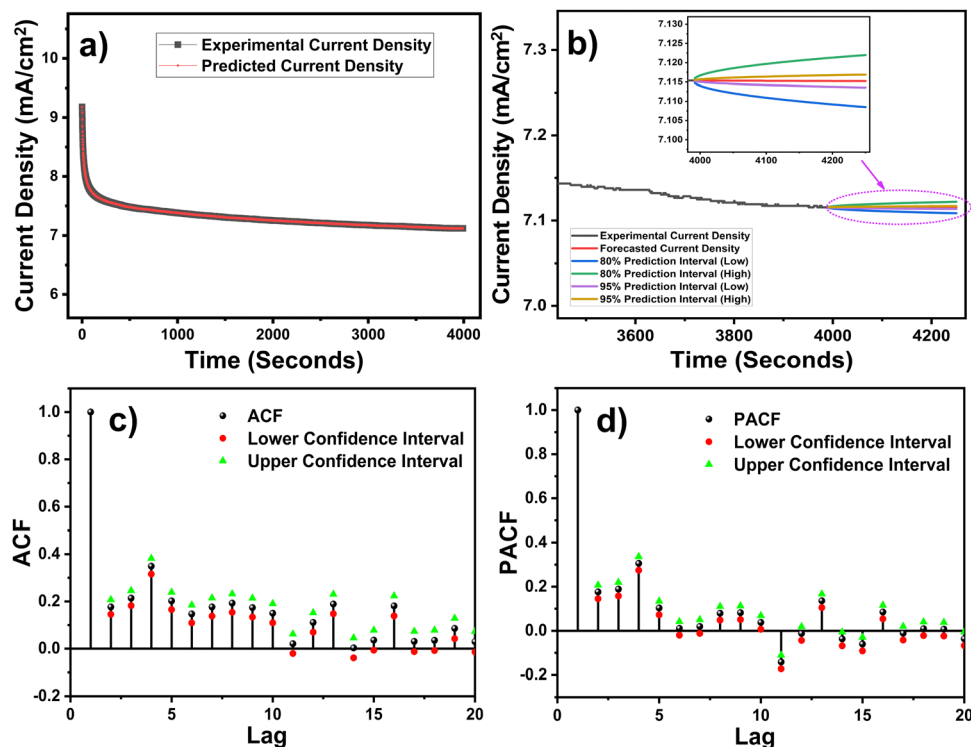 a)
Experimental Current Density
Predicted Current Density
Current Density (mA/cm²)
10
9
8
7
6
0
1000
2000
3000
4000
Time (Seconds)
b)
7.130
7.125
7.120
7.115
7.110
7.105
7.100
4000
4100
4200
Current Density (mA/cm²)
7.3
7.2
7.1
7.0
Experimental Current Density
Forecasted Current Density
80% Prediction Interval (Low)
80% Prediction Interval (High)
95% Prediction Interval (Low)
95% Prediction Interval (High)
3600
3800
4000
4200
Time (Seconds)
c)
ACF
Lower Confidence Interval
Upper Confidence Interval
ACF
1.0
0.8
0.6
0.4
0.2
0.0
-0.2
0
5
10
15
20
Lag
d)
PACF
Lower Confidence Interval
Upper Confidence Interval
PACF
1.0
0.8
0.6
0.4
0.2
0.0
-0.2
0
5
10
15
20
Lag